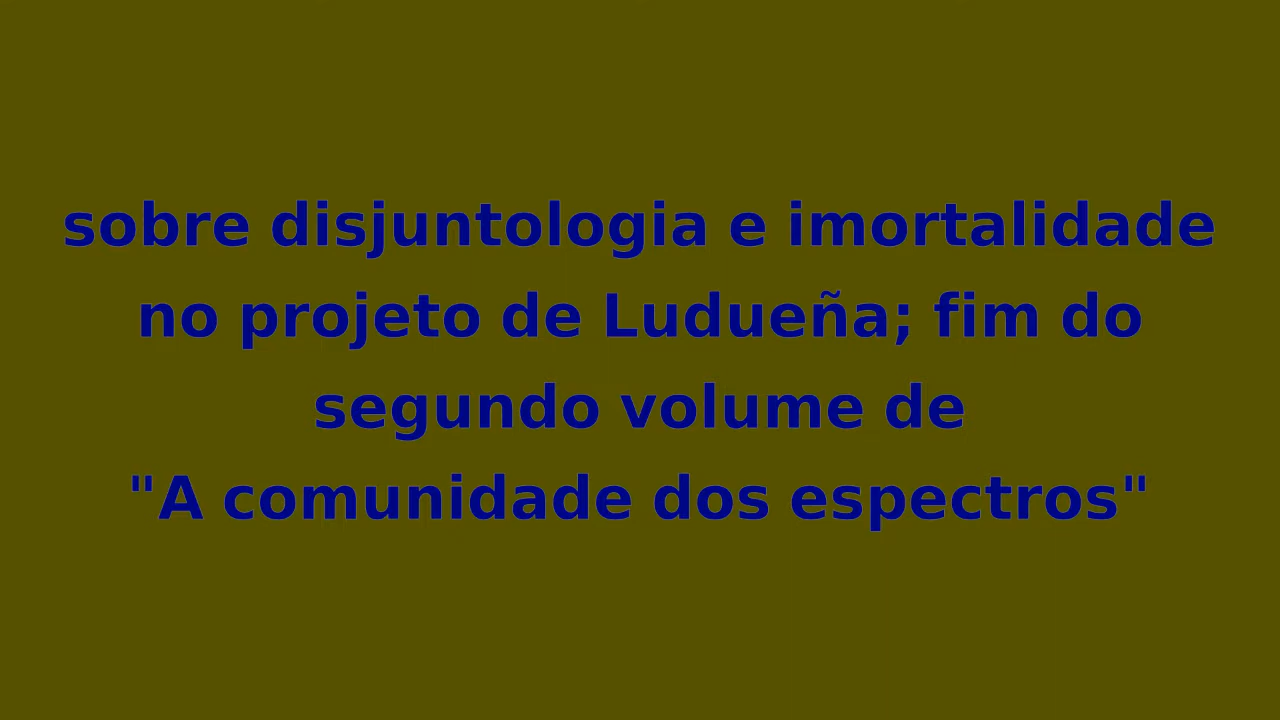 sobre disjuntologia e imortalidade
no projeto de Ludueña; fim do
segundo volume de
"A comunidade dos espectros"